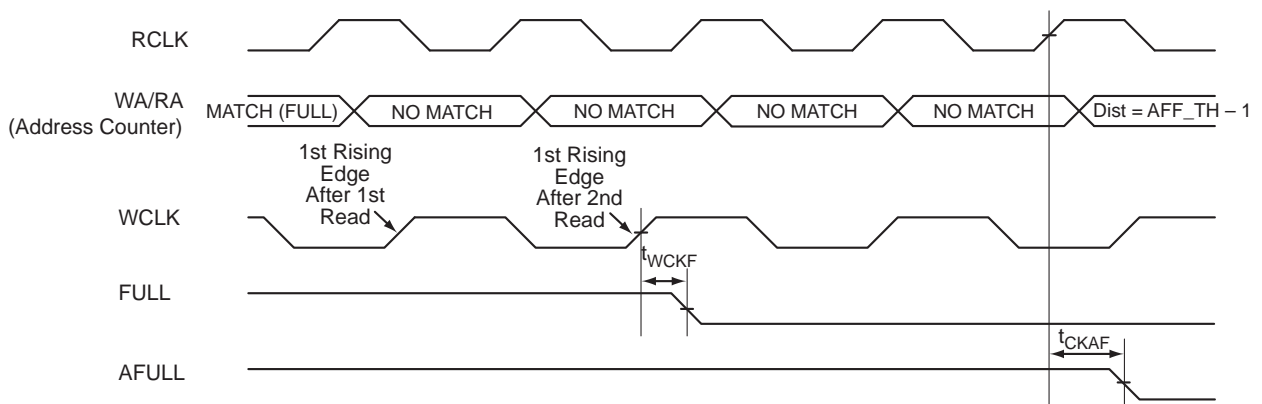 RCLK
WA/RA
(Address Counter)
MATCH (FULL)
NO MATCH
NO MATCH
NO MATCH
NO MATCH
Dist = AFF_TH – 1
1st Rising
Edge
After 1st
Read
1st Rising
Edge
After 2nd
Read
WCLK
tWCKF
FULL
tCKAF
AFULL